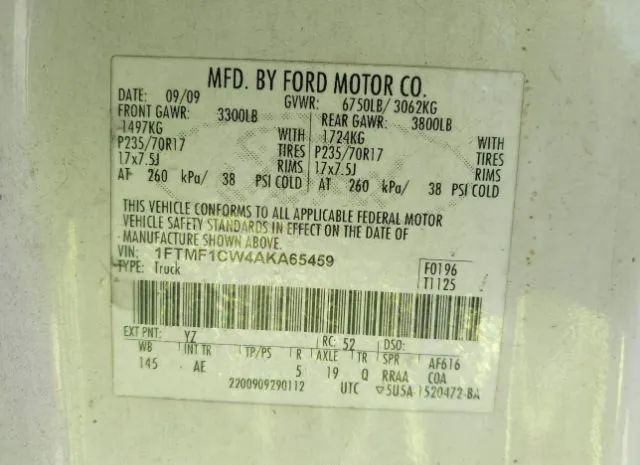 MFD. BY FORD MOTOR CO.
DATE: 09/09 GVWR: 6750LB/ 3062KG
FRONT GAWR: 3300LB REAR GAWR: 3800LB
1497KG WITH 1724KG WITH
P235/70R17 TIRES P235/70R17 TIRES
17x7.5J RIMS 17x7.5J RIMS
AT 260 kPa/ 38 PSI COLD AT 260 kPa/ 38 PSI COLD
THIS VEHICLE CONFORMS TO ALL APPLICABLE FEDERAL MOTOR
VEHICLE SAFETY STANDARDS IN EFFECT ON THE DATE OF
MANUFACTURE SHOWN ABOVE.
VIN: 1FTMF1CW4AKA65459
TYPE: Truck F0196
T1125
EXT PNT: YZ RC: 52 DSO:
WB INT TR TP/PS R AXLE TR SPR AF616
145 AE 5 19 Q RRAA COA
2200909290112 UTC ▽5U5A-1520472-BA